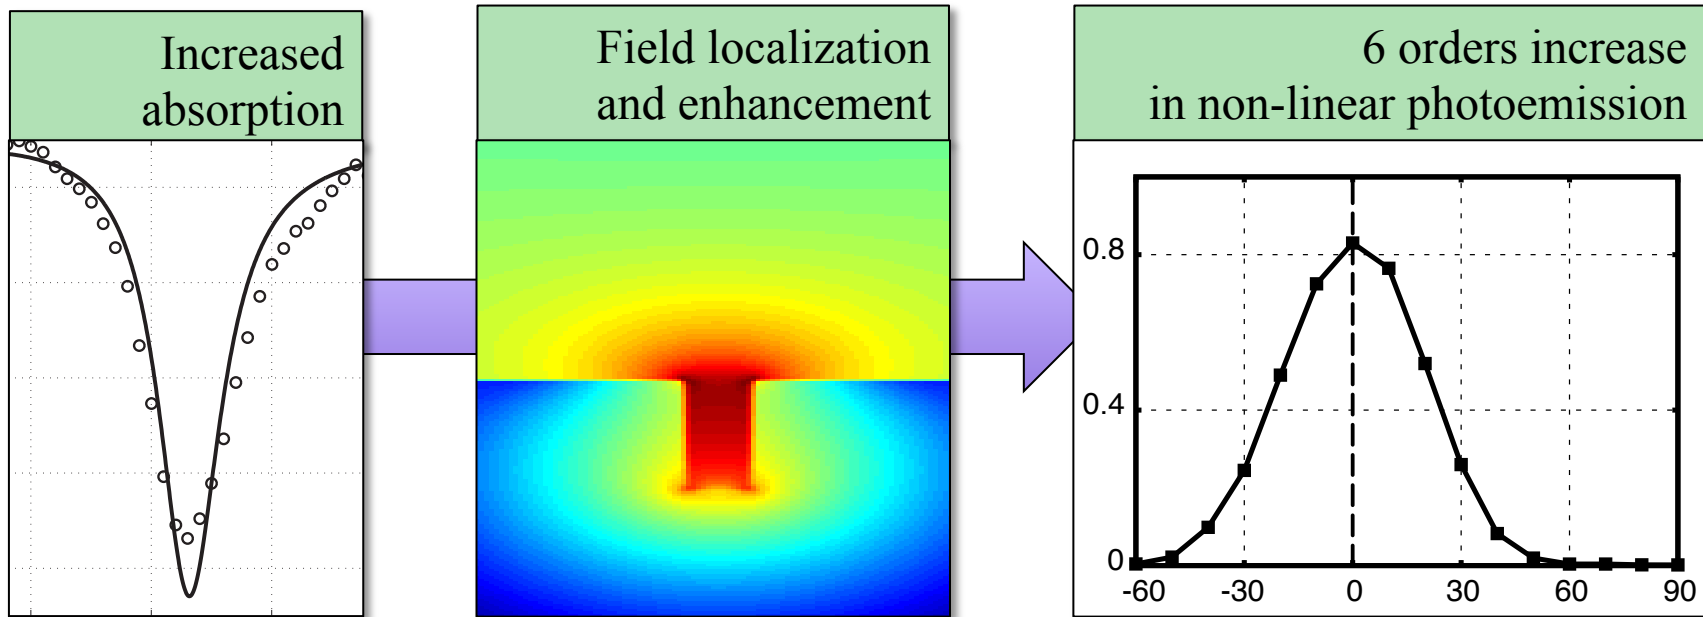 Increased
absorption
Field localization
and enhancement
6 orders increase
in non-linear photoemission
0.8
0.4
0
-60 -30 0 30 60 90